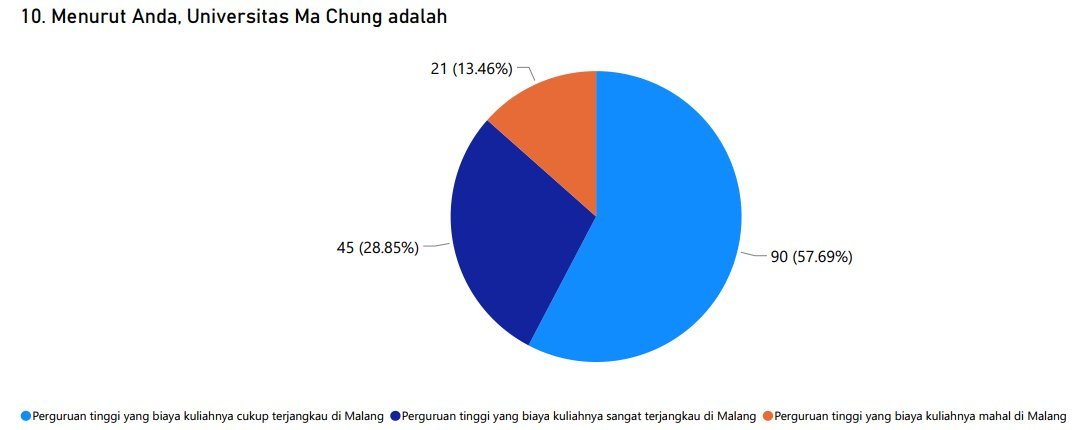 10. Menurut Anda, Universitas Ma Chung adalah
21 (13.46%)
45 (28.85%)
90 (57.69%)
Perguruan tinggi yang biaya kuliahnya cukup terjangkau di Malang Perguruan tinggi yang biaya kuliahnya sangat terjangkau di Malang Perguruan tinggi yang biaya kuliahnya mahal di Malang